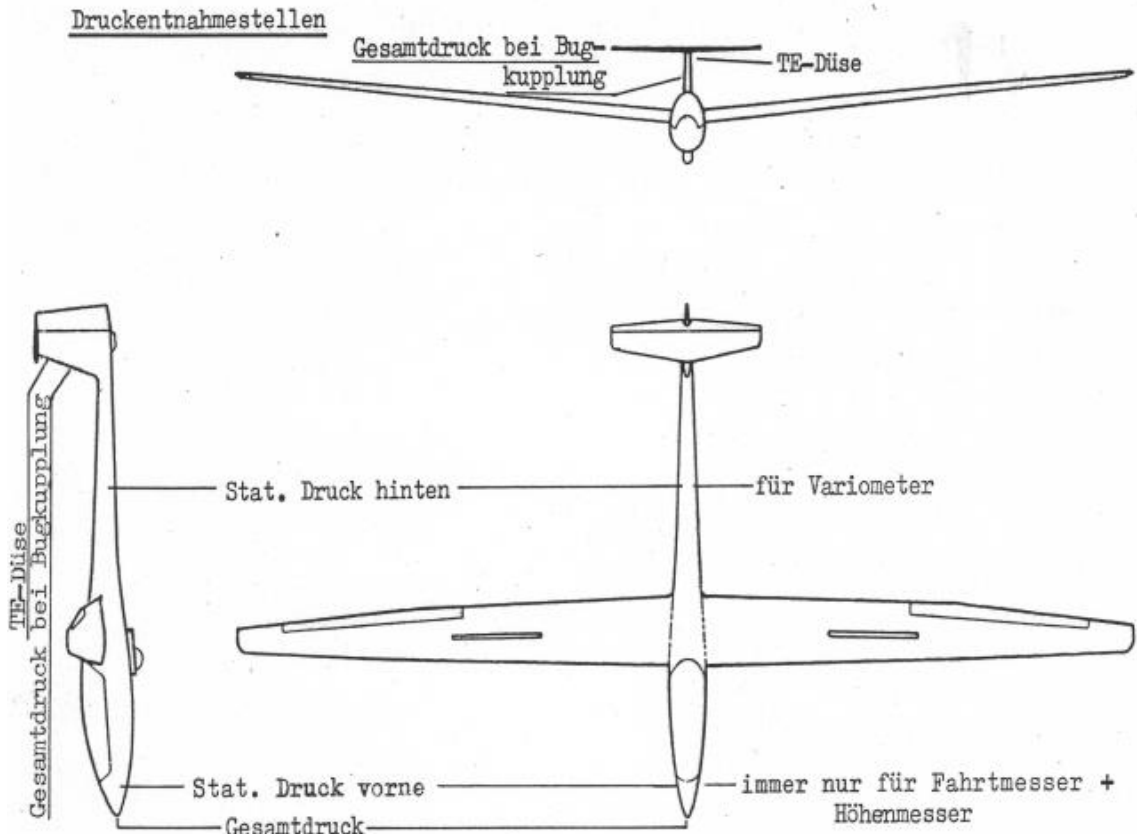 Druckentnahmestellen
Gesamtdruck bei Bug-
kupplung
TE-Düse
TE-Düse
Gesamtdruck bei Bugkupplung
Stat. Druck hinten
für Variometer
Stat. Druck vorne
immer nur für Fahrtmesser +
Höhenmesser
Gesamtdruck